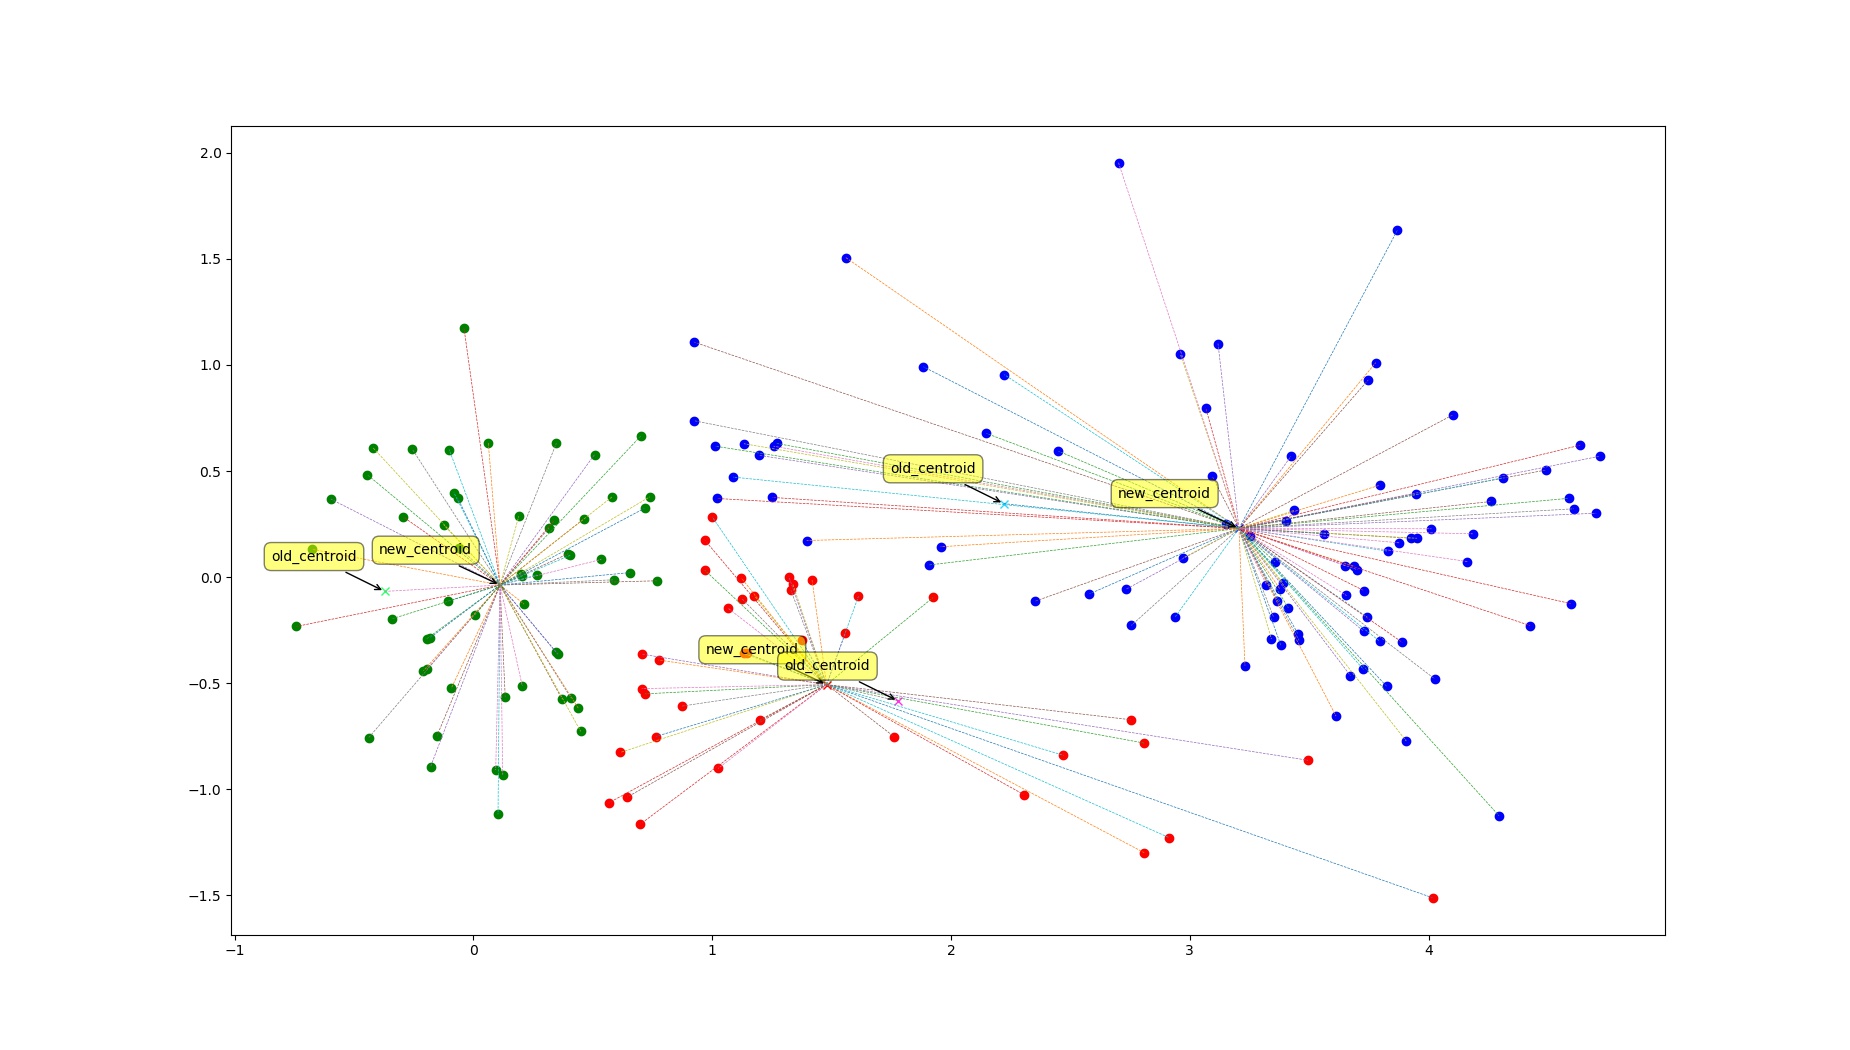 2.0
1.5
1.0
0.5
0.0
−0.5
−1.0
−1.5
old_centroid
new_centroid
old_centroid
new_centroid
new_centroid
old_centroid
−1
0
1
2
3
4